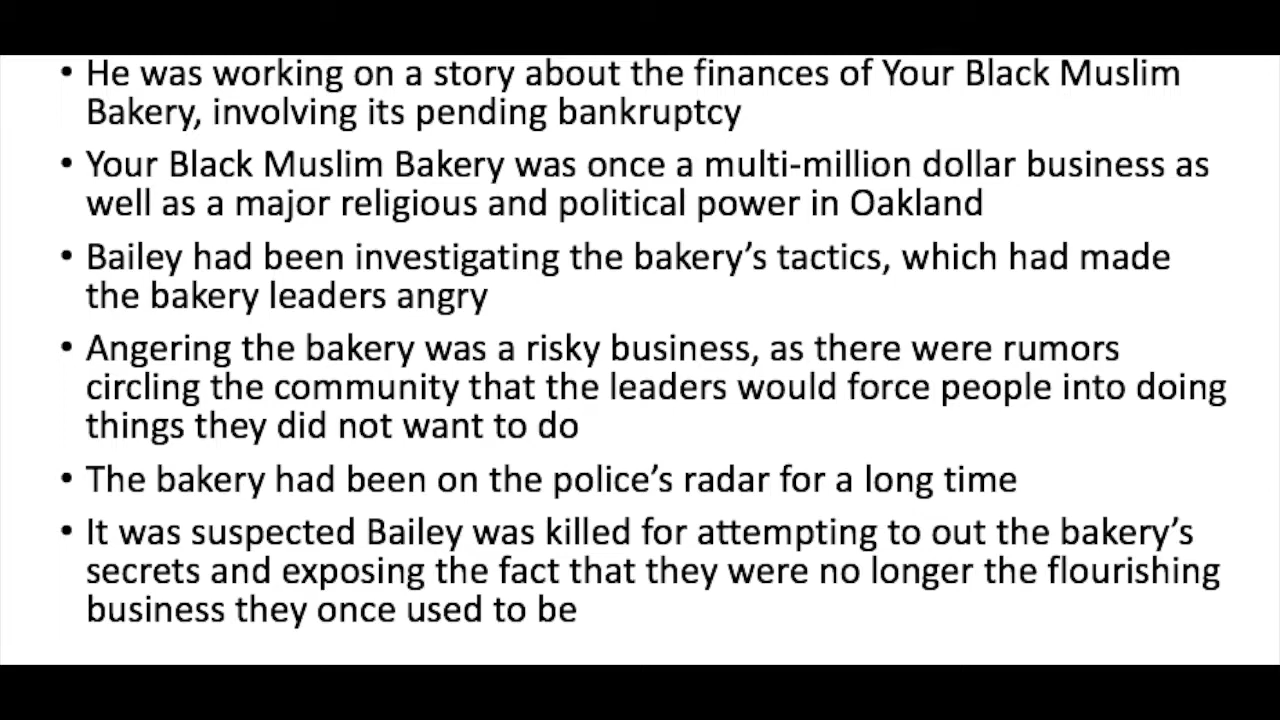 • He was working on a story about the finances of Your Black Muslim
Bakery, involving its pending bankruptcy
• Your Black Muslim Bakery was once a multi-million dollar business as
well as a major religious and political power in Oakland
• Bailey had been investigating the bakery’s tactics, which had made
the bakery leaders angry
• Angering the bakery was a risky business, as there were rumors
circling the community that the leaders would force people into doing
things they did not want to do
• The bakery had been on the police’s radar for a long time
• It was suspected Bailey was killed for attempting to out the bakery’s
secrets and exposing the fact that they were no longer the flourishing
business they once used to be